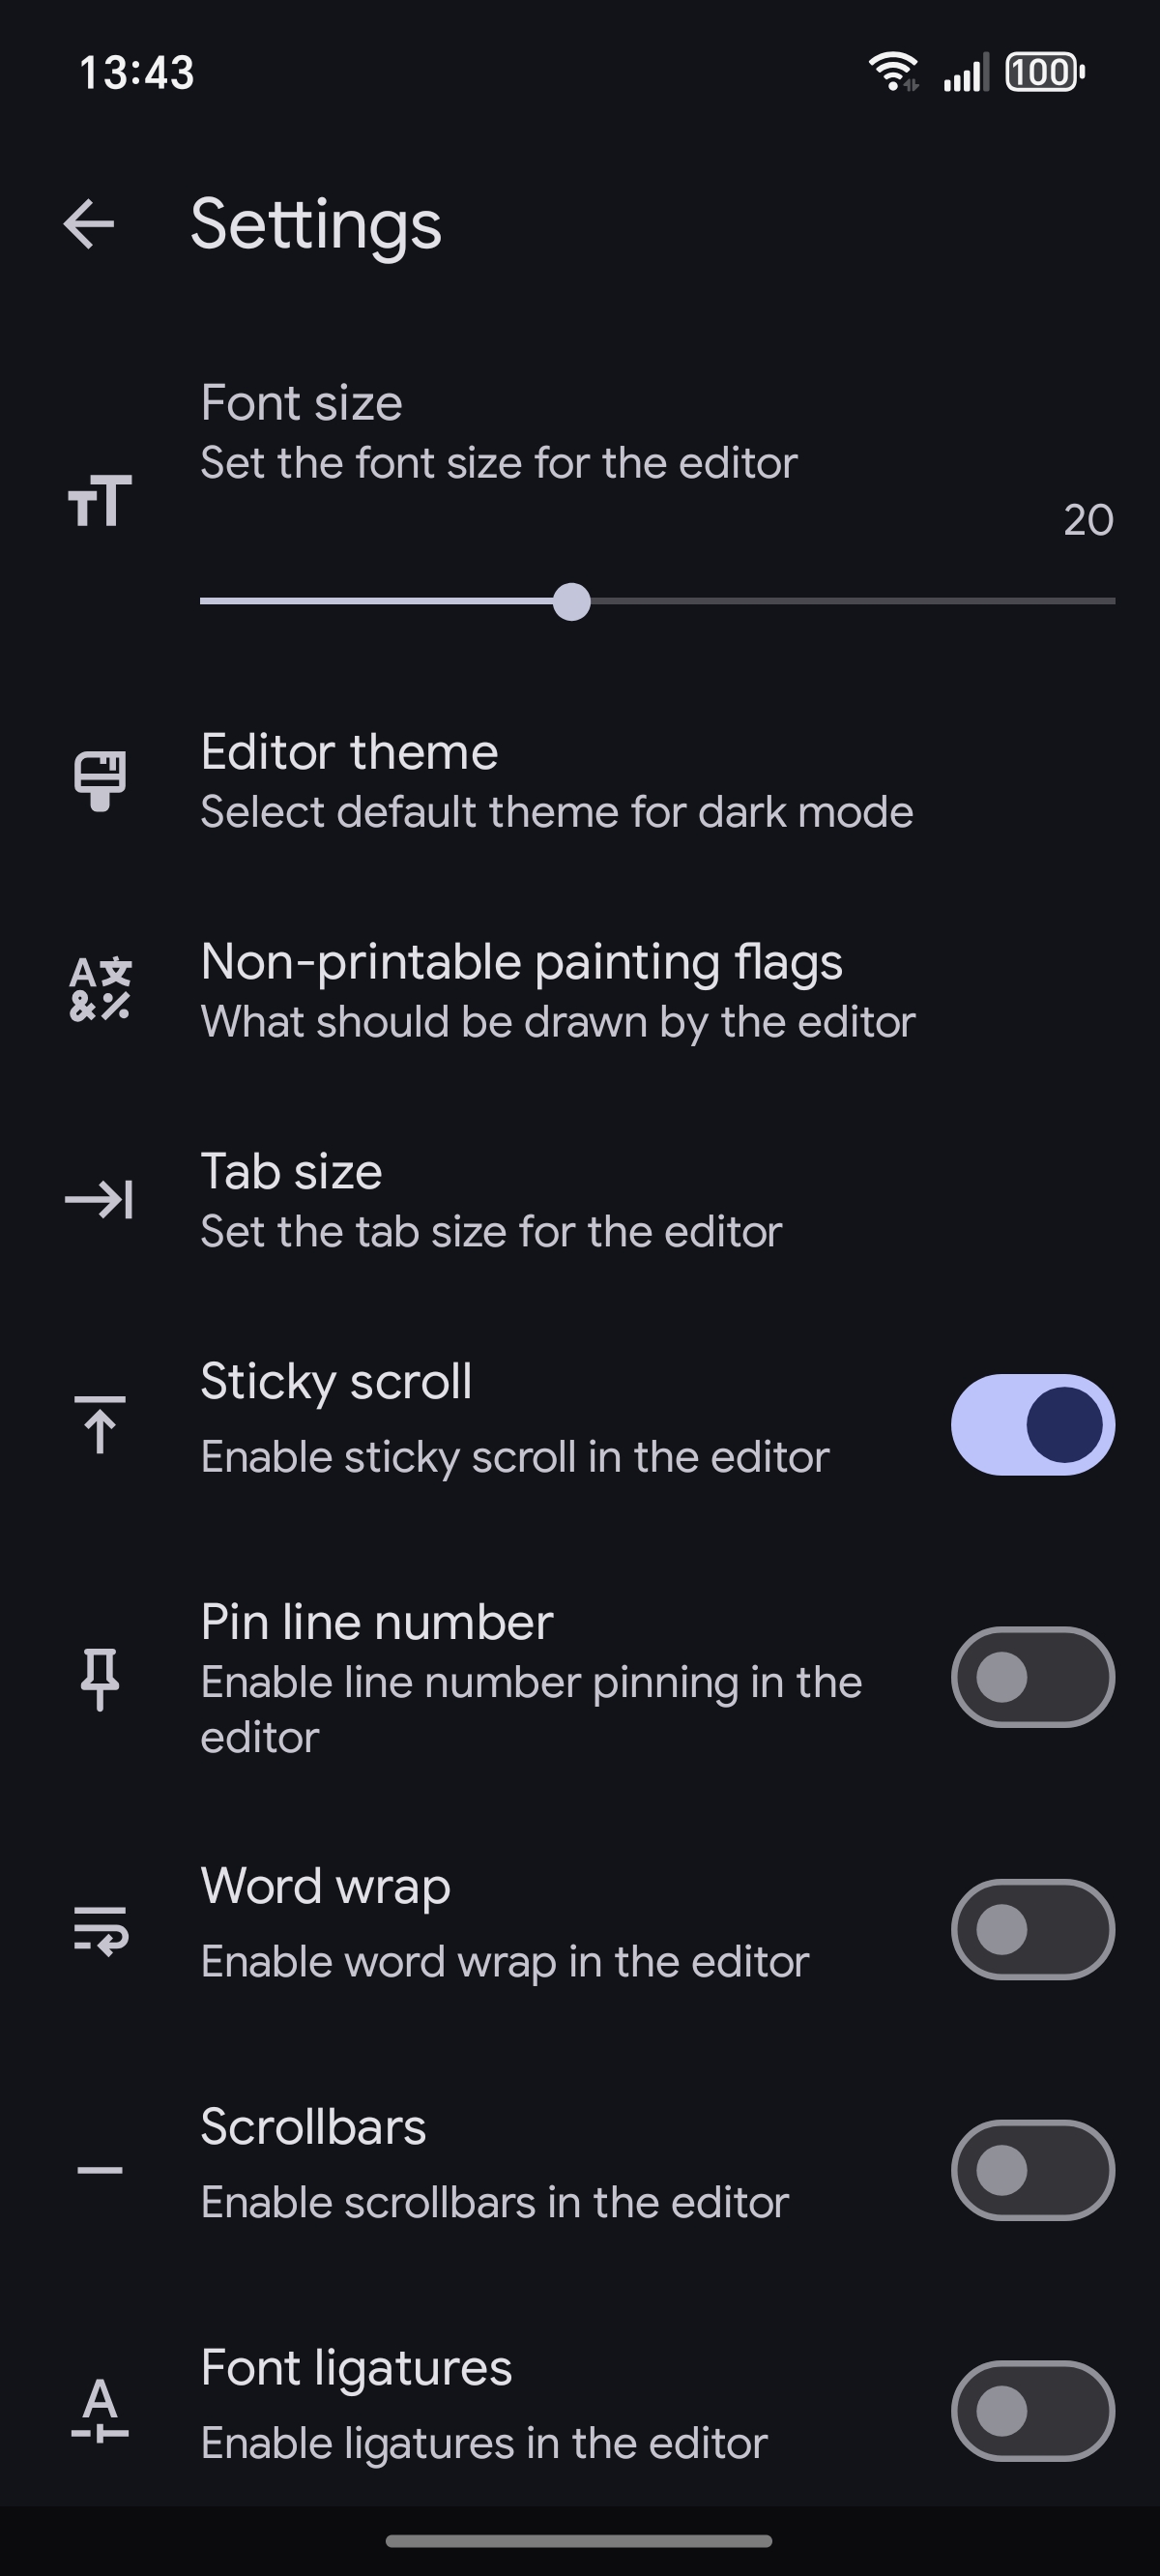 13:43
100
Settings
Font size
Set the font size for the editor
20
Editor theme
Select default theme for dark mode
Non-printable painting flags
What should be drawn by the editor
Tab size
Set the tab size for the editor
Sticky scroll
Enable sticky scroll in the editor
Pin line number
Enable line number pinning in the
editor
Word wrap
Enable word wrap in the editor
Scrollbars
Enable scrollbars in the editor
Font ligatures
Enable ligatures in the editor